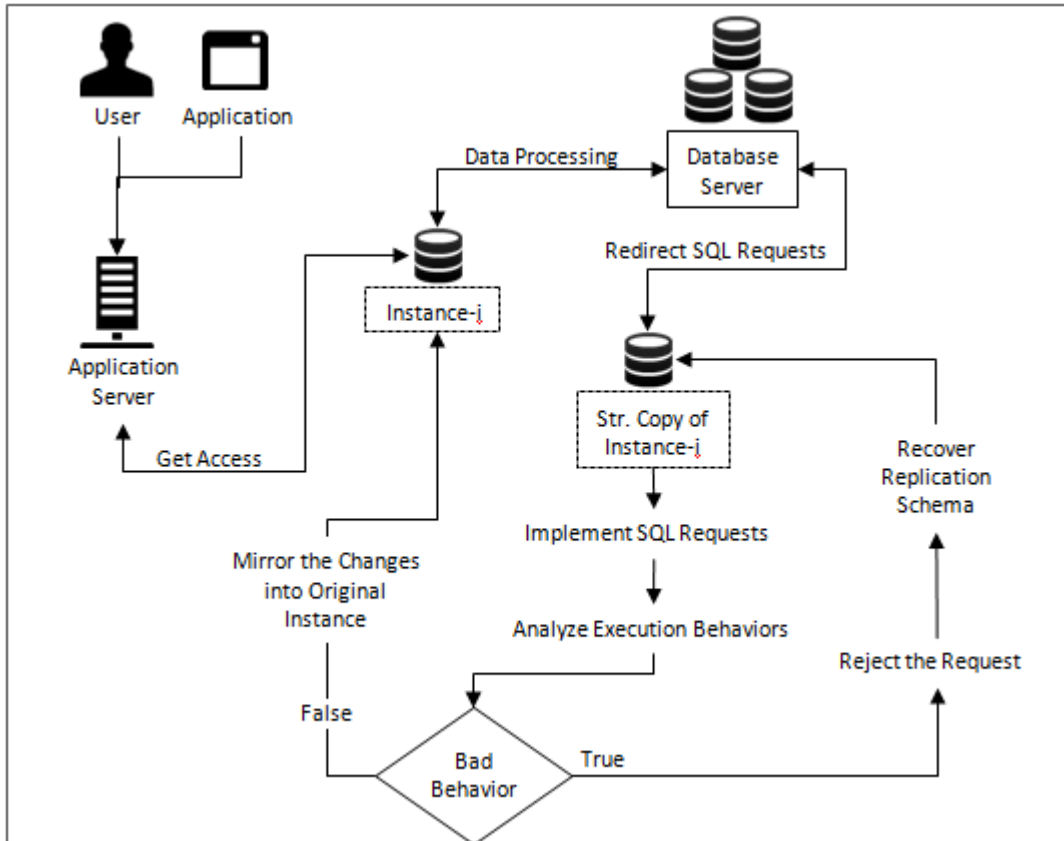 User
Application
Data Processing
Database
Server
Redirect SQL Requests
Instance-i
Application
Server
Get Access
Str. Copy of
Instance-i
Recover
Replication
Schema
Implement SQL Requests
Mirror the Changes
into Original
Instance
Analyze Execution Behaviors
Reject the Request
False
Bad
Behavior
True